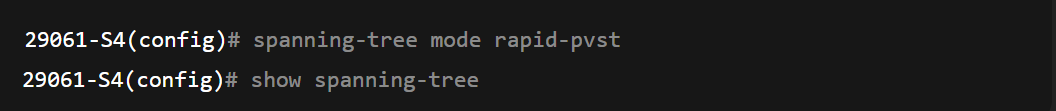 29061-S4(config)# spanning-tree mode rapid-pvst
29061-S4(config)# show spanning-tree